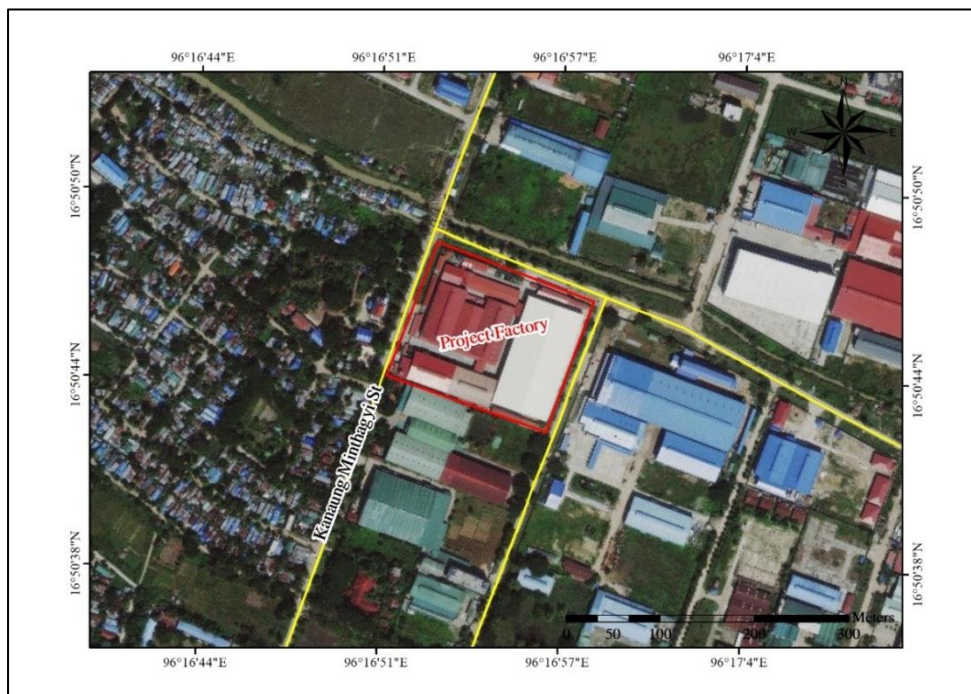 96°16'44"E 96°16'51"E 96°16'57"E 96°17'4"E
N
W E
S
16°50'50"N 16°50'50"N
Project Factory
16°50'44"N 16°50'44"N
Kanaung Minthagyi St
16°50'38"N 16°50'38"N
Meters
0 50 100 200 300
96°16'44"E 96°16'51"E 96°16'57"E 96°17'4"E